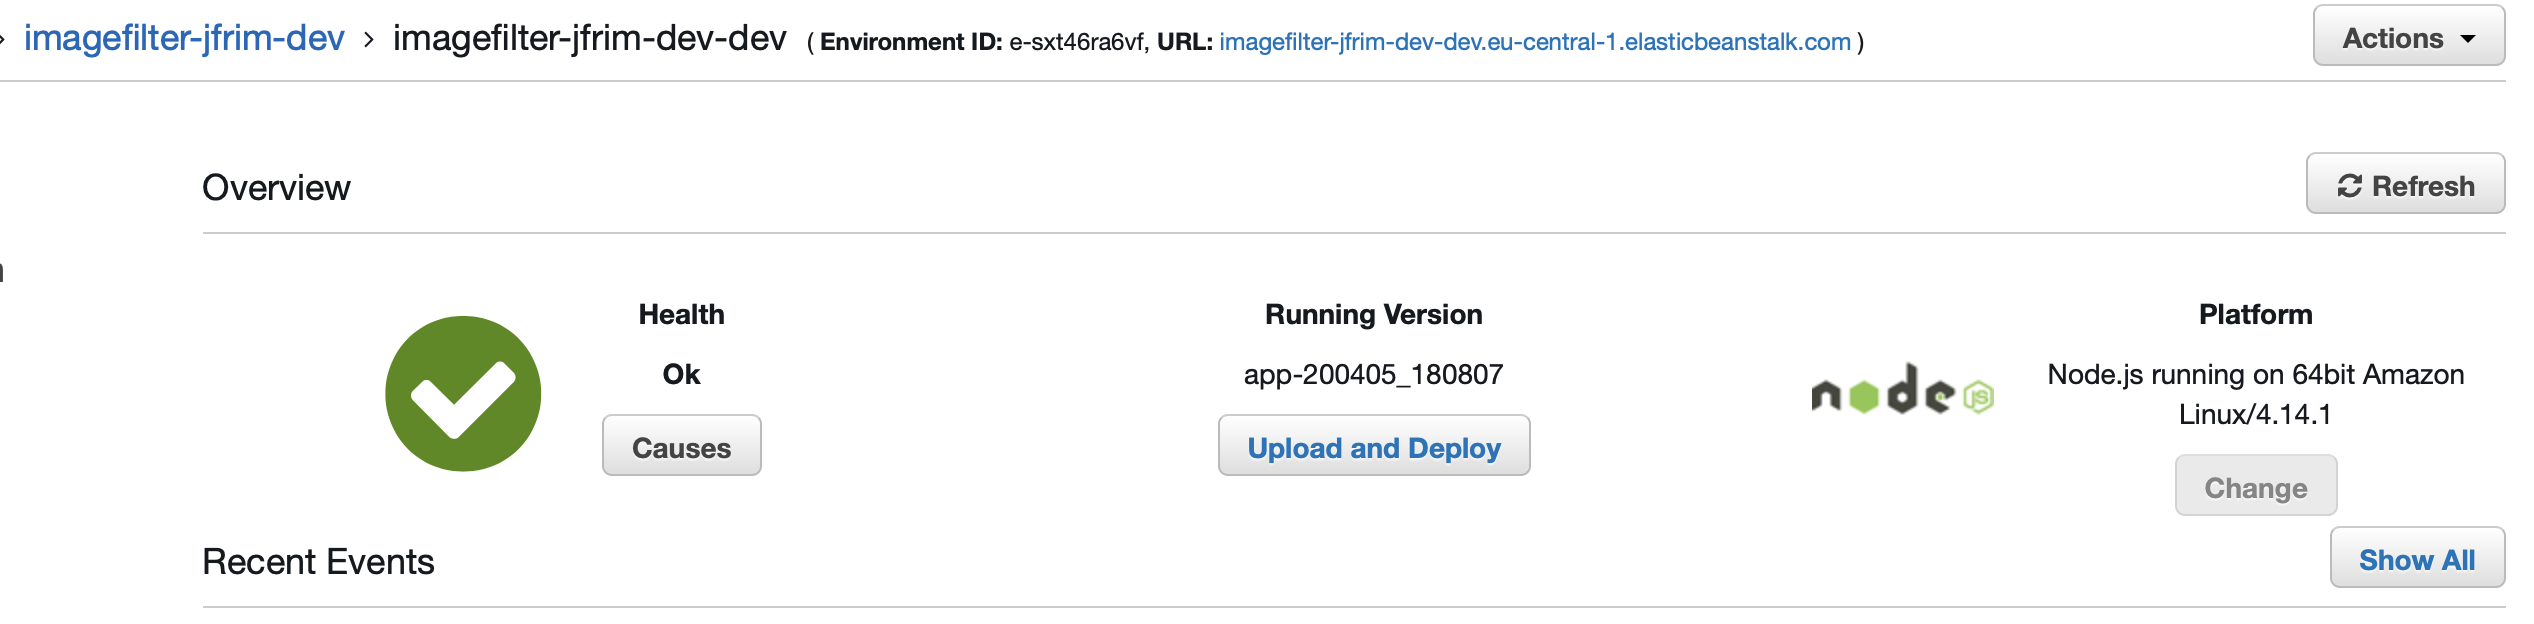 imagefilter-jfrim-dev > imagefilter-jfrim-dev-dev ( Environment ID: e-sxt46ra6vf, URL: imagefilter-jfrim-dev-dev.eu-central-1.elasticbeanstalk.com )
Actions
Overview
Refresh
Health
Ok
Causes
Running Version
app-200405_180807
Upload and Deploy
node JS
Platform
Node.js running on 64bit Amazon
Linux/4.14.1
Change
Recent Events
Show All